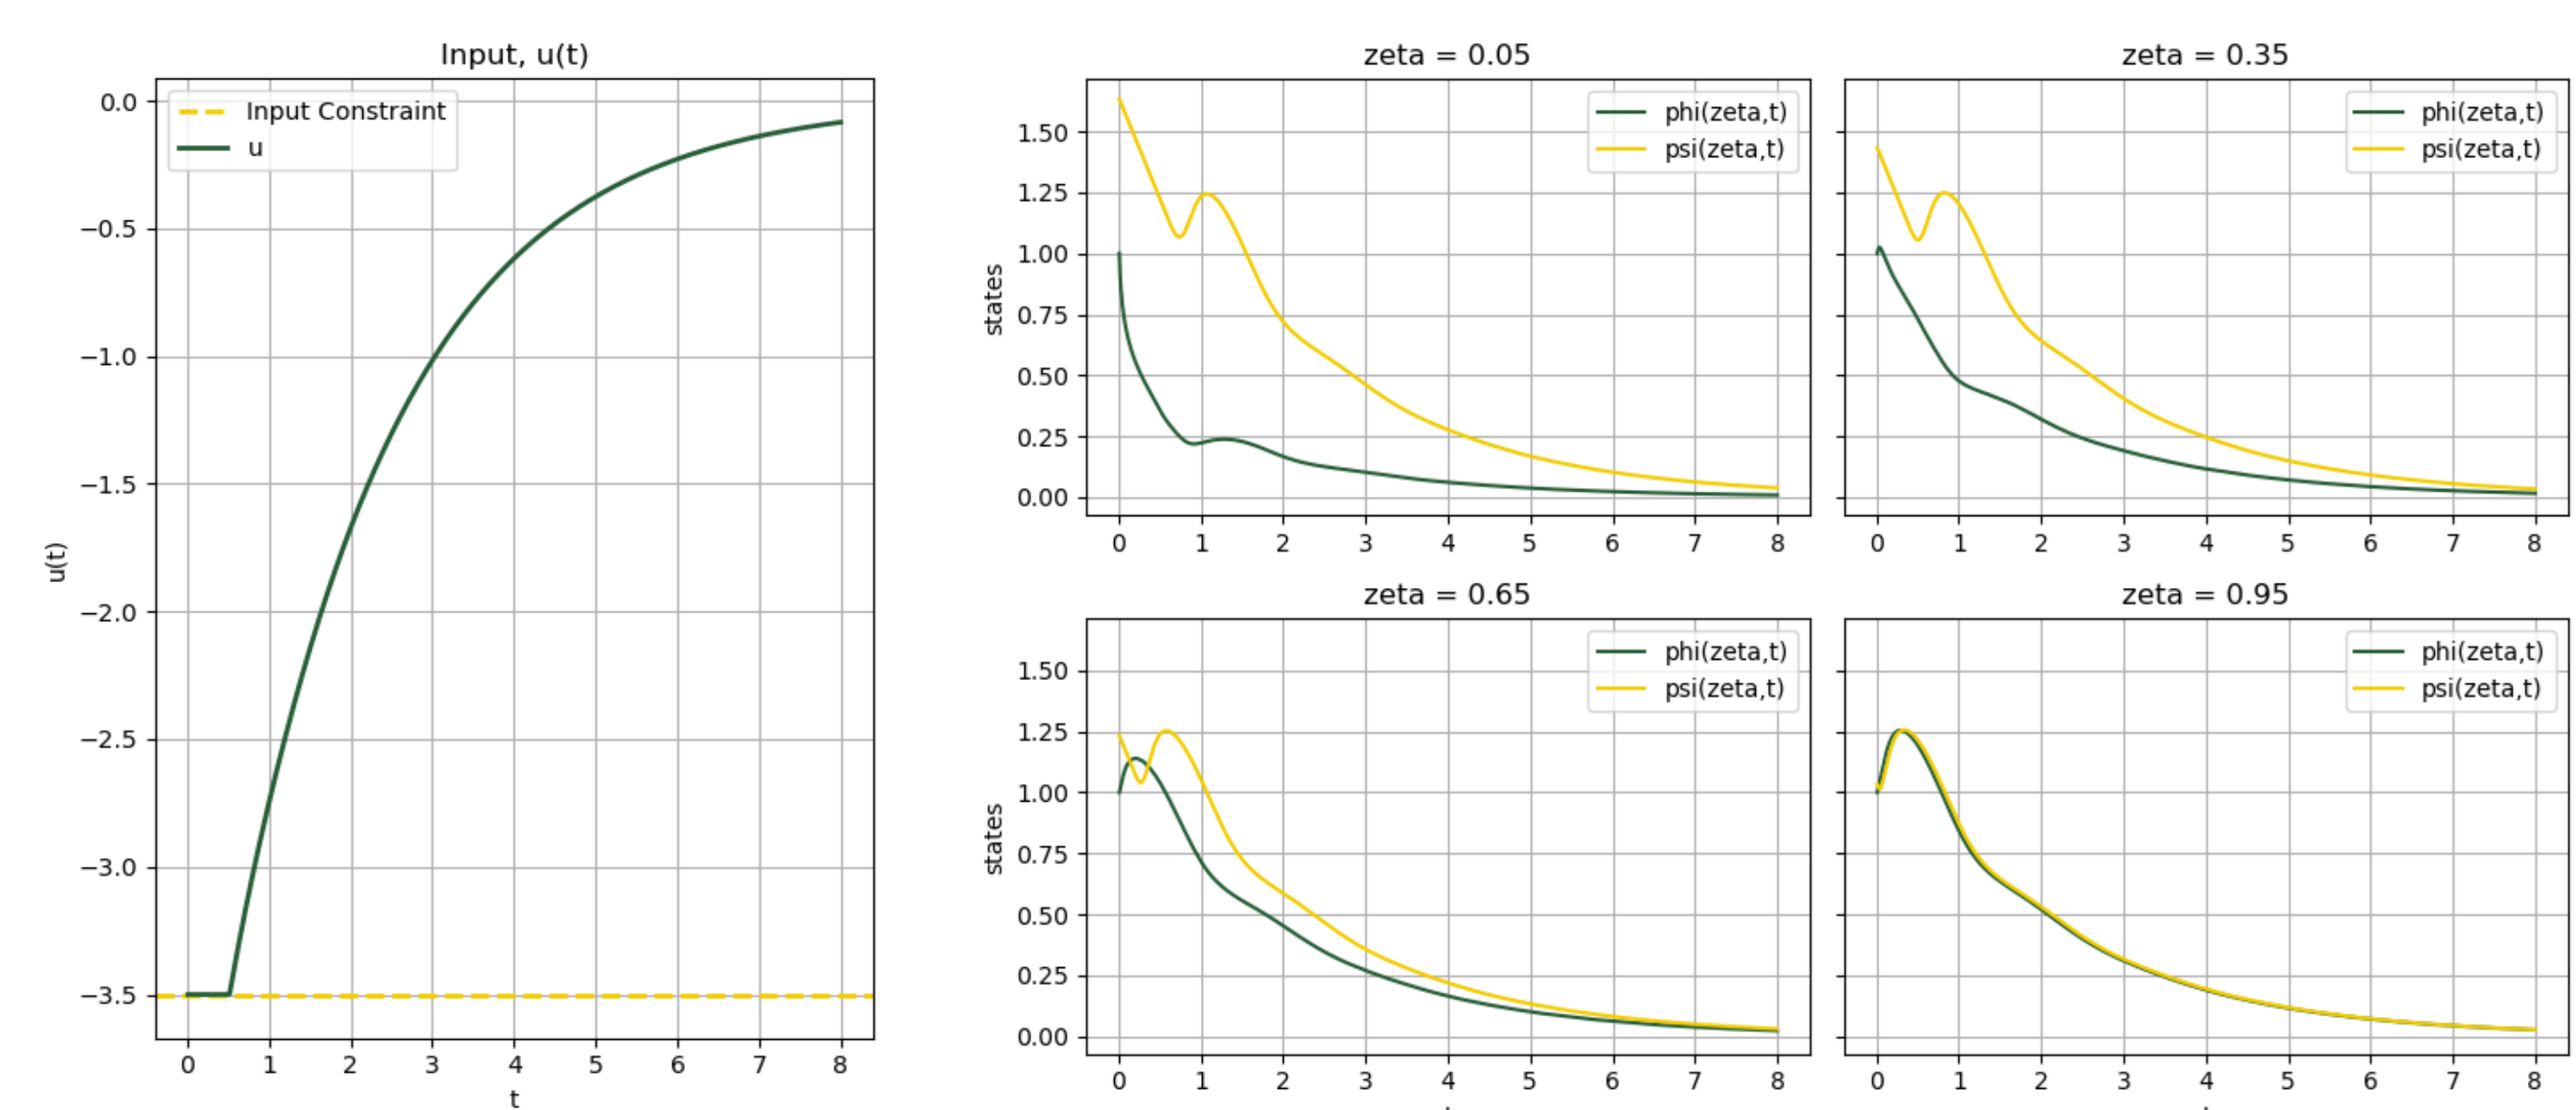 Input, u(t)
Input Constraint
u
0.0
−0.5
−1.0
−1.5
−2.0
−2.5
−3.0
−3.5
u(t)
0 1 2 3 4 5 6 7 8
t
zeta = 0.05
phi(zeta,t)
psi(zeta,t)
1.50
1.25
1.00
0.75
0.50
0.25
0.00
states
0 1 2 3 4 5 6 7 8
zeta = 0.35
phi(zeta,t)
psi(zeta,t)
0 1 2 3 4 5 6 7 8
zeta = 0.65
phi(zeta,t)
psi(zeta,t)
1.50
1.25
1.00
0.75
0.50
0.25
0.00
states
0 1 2 3 4 5 6 7 8
zeta = 0.95
phi(zeta,t)
psi(zeta,t)
0 1 2 3 4 5 6 7 8